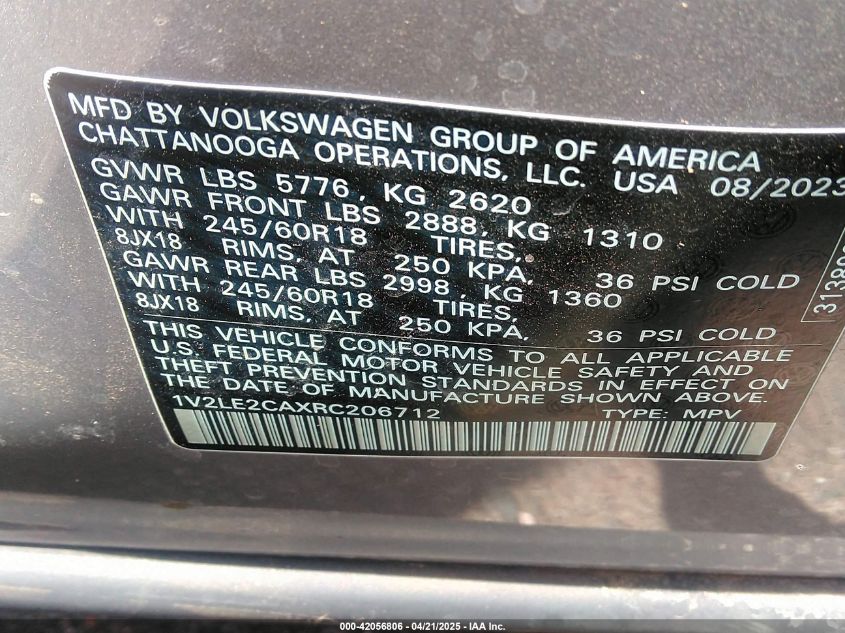 MFD BY VOLKSWAGEN GROUP OF AMERICA
CHATTANOOGA OPERATIONS, LLC. USA 08/2023
GVWR LBS 5776, KG 2620
GAWR FRONT LBS 2888, KG 1310
WITH 245/60R18 TIRES,
8JX18 RIMS, AT 250 KPA, 36 PSI COLD
GAWR REAR LBS 2998, KG 1360
WITH 245/60R18 TIRES,
8JX18 RIMS, AT 250 KPA, 36 PSI COLD
THIS VEHICLE CONFORMS TO ALL APPLICABLE
U.S. FEDERAL MOTOR VEHICLE SAFETY AND
THEFT PREVENTION STANDARDS IN EFFECT ON
THE DATE OF MANUFACTURE SHOWN ABOVE.
1V2LE2CAXRC206712 TYPE: MPV
000-42056806 - 04/21/2025 - IAA Inc.